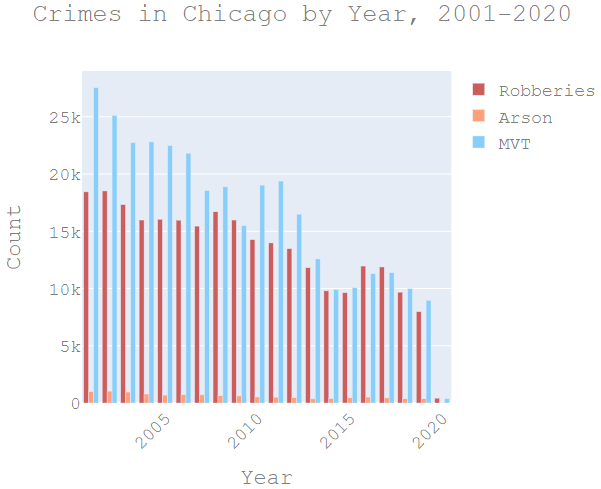 Crimes in Chicago by Year, 2001-2020
Robberies
Arson
MVT
25k
20k
15k
10k
5k
0
Count
2005
2010
2015
2020
Year